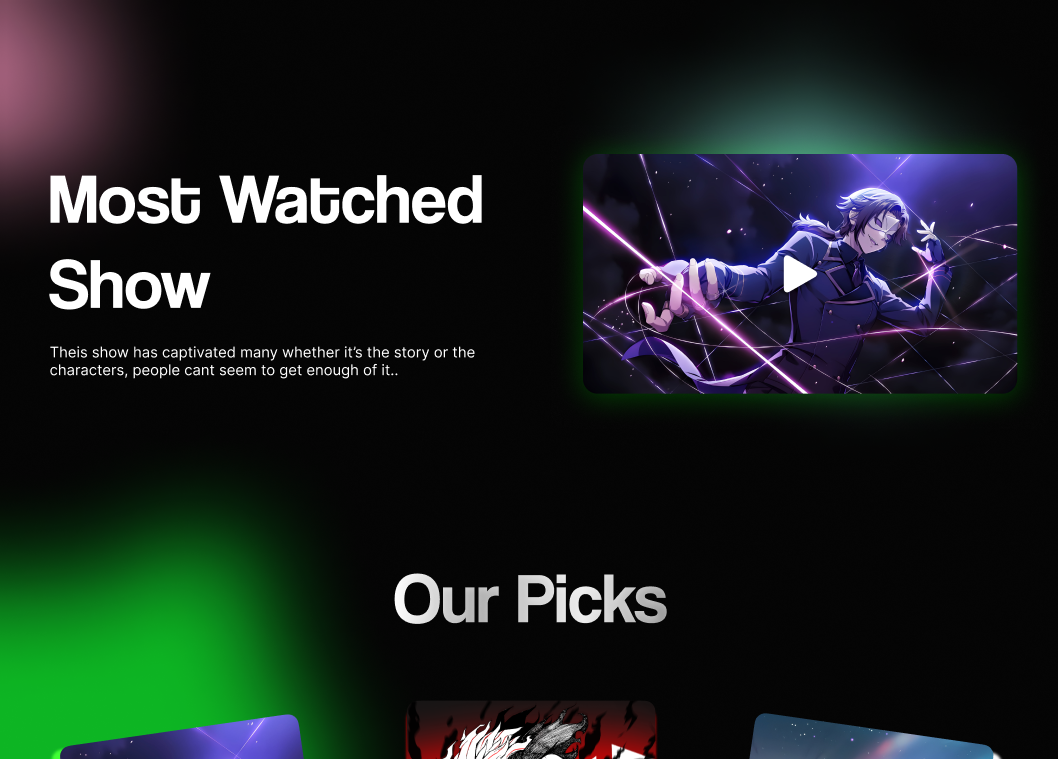 Most Watched
Show
Theis show has captivated many whether it’s the story or the
characters, people cant seem to get enough of it..
Our Picks